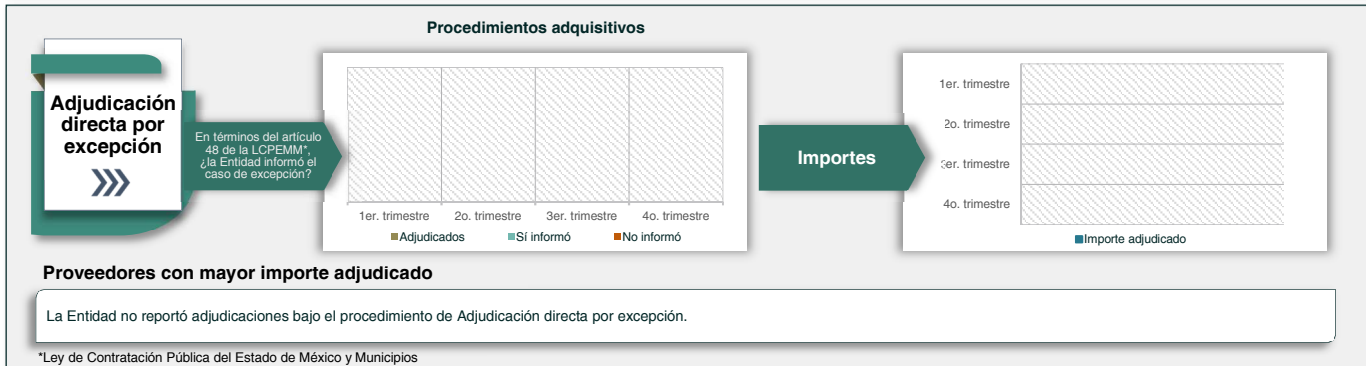 Procedimientos adquisitivos
Adjudicación
directa por
excepción
En términos del artículo
48 de la LCPEMM*,
¿la Entidad informó el
caso de excepción?
1er. trimestre 2o. trimestre 3er. trimestre 4o. trimestre
Adjudicados Sí informó No informó
Importes
1er. trimestre
2o. trimestre
3er. trimestre
4o. trimestre
Importe adjudicado
Proveedores con mayor importe adjudicado
La Entidad no reportó adjudicaciones bajo el procedimiento de Adjudicación directa por excepción.
*Ley de Contratación Pública del Estado de México y Municipios